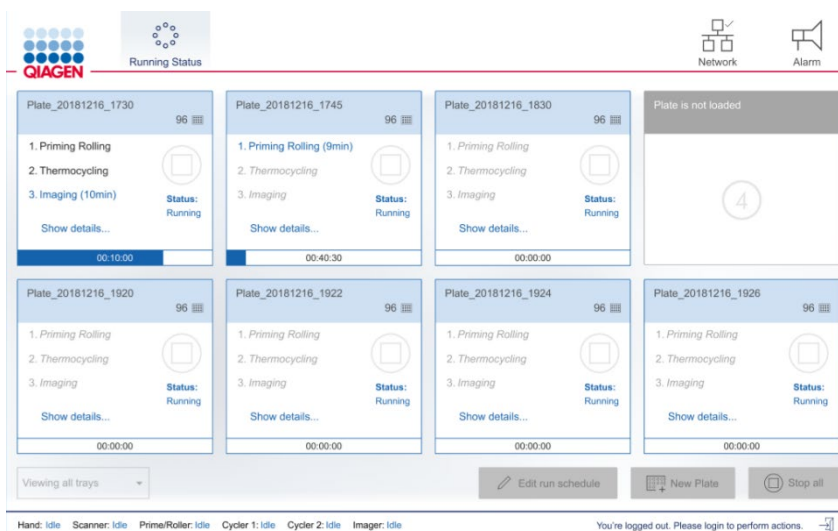 QIAGEN
Running Status
Network
Alarm
Plate_20181216_1730
96
1. Priming Rolling
2. Thermocycling
3. Imaging (10min)
Status:
Running
Show details...
00:10:00
Plate_20181216_1745
96
1. Priming Rolling (9min)
2. Thermocycling
3. Imaging
Status:
Running
Show details...
00:40:30
Plate_20181216_1830
96
1. Priming Rolling
2. Thermocycling
3. Imaging
Status:
Running
Show details...
00:00:00
Plate is not loaded
4
Plate_20181216_1920
96
1. Priming Rolling
2. Thermocycling
3. Imaging
Status:
Running
Show details...
00:00:00
Plate_20181216_1922
96
1. Priming Rolling
2. Thermocycling
3. Imaging
Status:
Running
Show details...
00:00:00
Plate_20181216_1924
96
1. Priming Rolling
2. Thermocycling
3. Imaging
Status:
Running
Show details...
00:00:00
Plate_20181216_1926
96
1. Priming Rolling
2. Thermocycling
3. Imaging
Status:
Running
Show details...
00:00:00
Viewing all trays
Edit run schedule
New Plate
Stop all
Hand: Idle Scanner: Idle Prime/Roller: Idle Cycler 1: Idle Cycler 2: Idle Imager: Idle
You're logged out. Please login to perform actions.